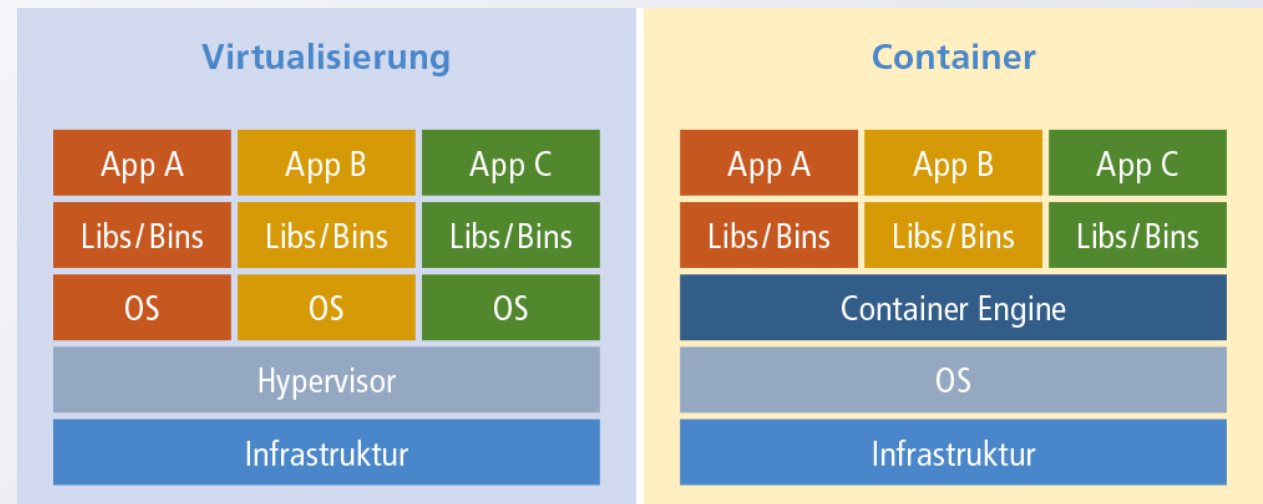 Virtualisierung
App A App B App C
Libs/Bins Libs/Bins Libs/Bins
OS OS OS
Hypervisor
Infrastruktur
Container
App A App B App C
Libs/Bins Libs/Bins Libs/Bins
Container Engine
OS
Infrastruktur